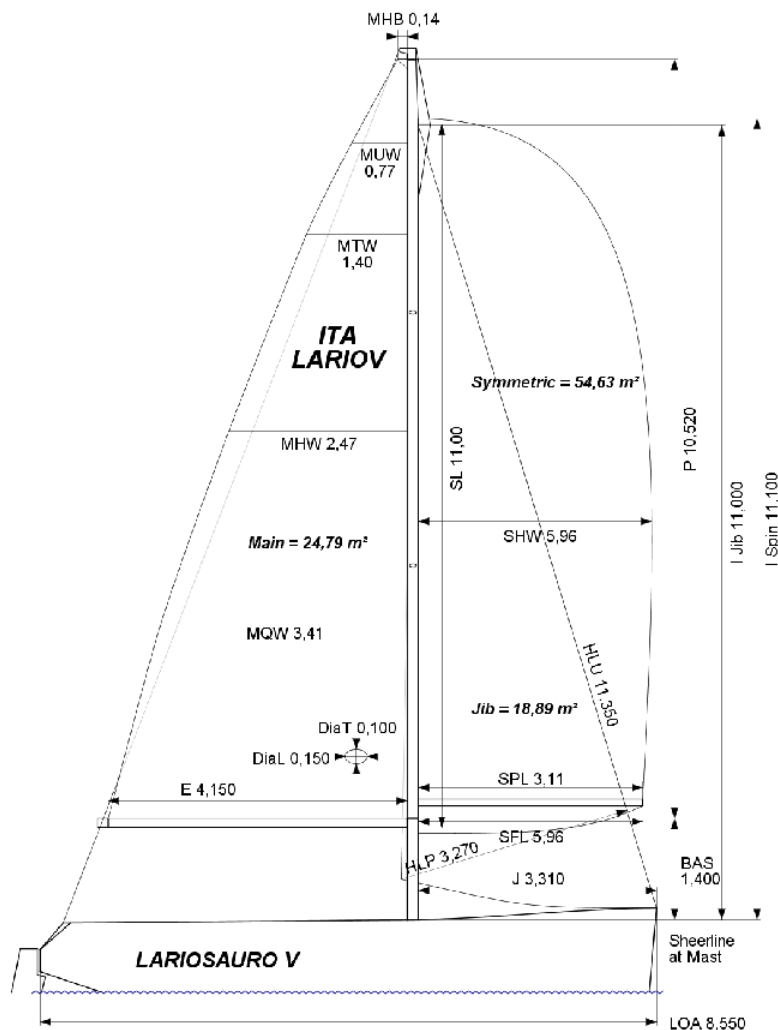 MHB 0,14
MUW
0,77
MTW
1,40
ITA
LARIOV
Symmetric = 54,63 m²
MHW 2,47
SL 11,00
P 10,520
I Jib 11,000
I Spin 11,100
SHW 5,96
Main = 24,79 m²
MQW 3,41
HLU 11,350
Jib = 18,89 m²
DiaT 0,100
DiaL 0,150
SPL 3,11
E 4,150
SFL 5,96
HLP 3,270
J 3,310
BAS
1,400
Sheerline
at Mast
LARIOSAURO V
LOA 8,550